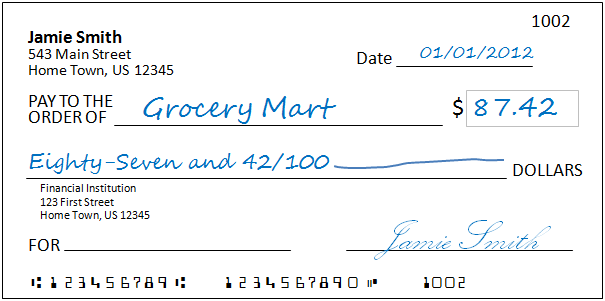 1002
Jamie Smith
543 Main Street
Home Town, US 12345
Date 01/01/2012
PAY TO THE
ORDER OF Grocery Mart $ 87.42
Eighty-Seven and 42/100 DOLLARS
Financial Institution
123 First Street
Home Town, US 12345
FOR Jamie Smith
⑆123456789⑆ 1234567890⑈ 1002